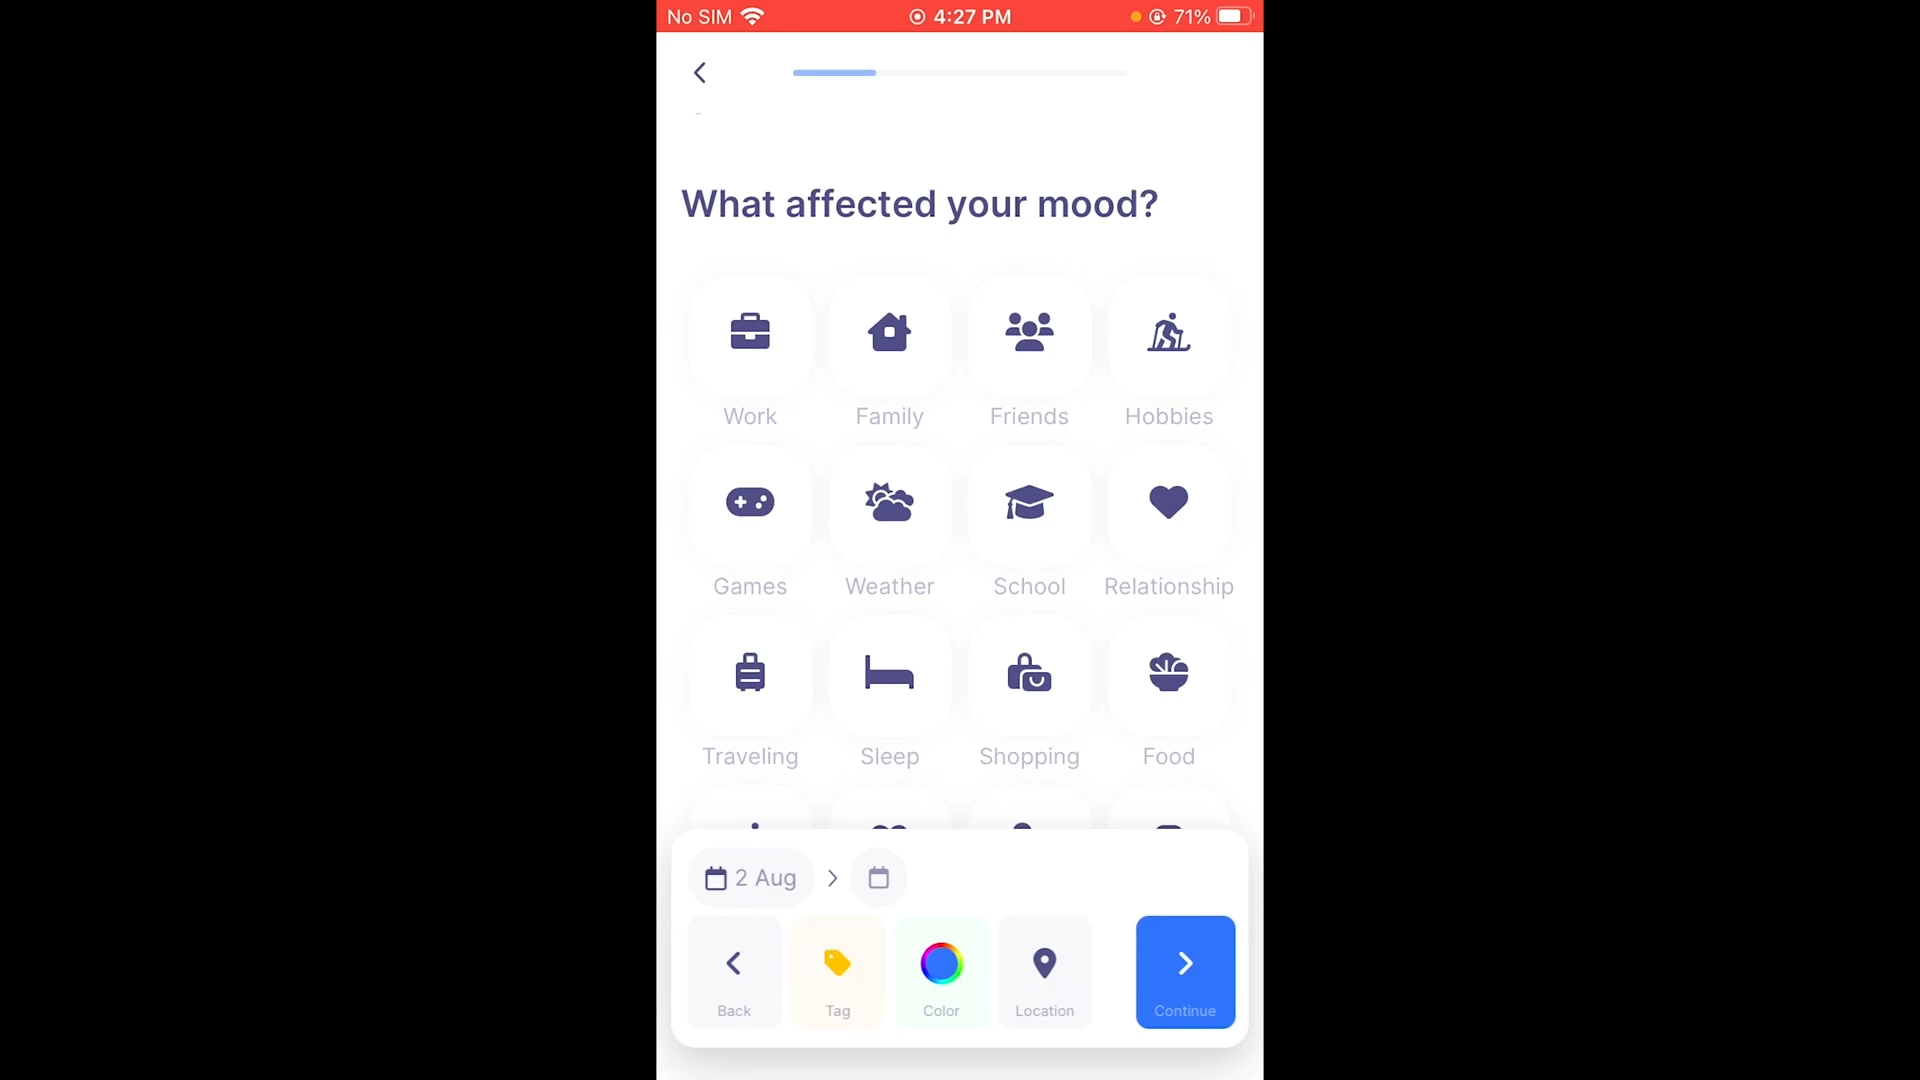 No SIM 4:27 PM 71%
What affected your mood?
Work Family Friends Hobbies
Games Weather School Relationship
Traveling Sleep Shopping Food
2 Aug
Back Tag Color Location Continue